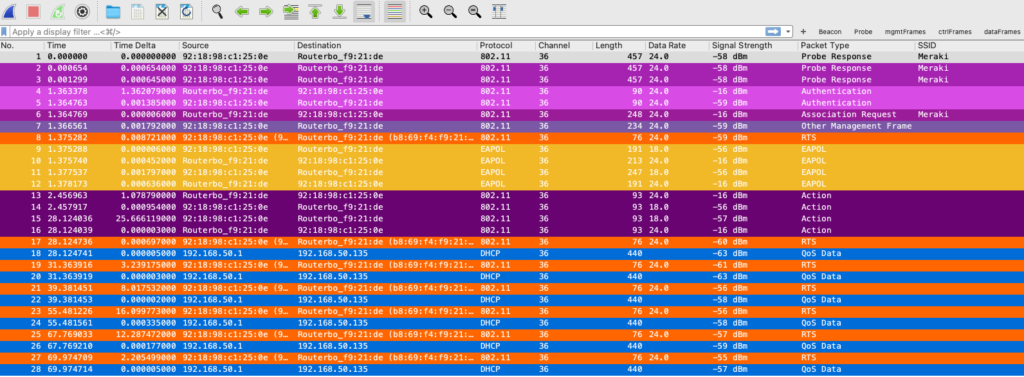 Apply a display filter ...<⌘/> + Beacon Probe mgmtFrames ctrlFrames dataFrames
No. Time Time Delta Source Destination Protocol Channel Length Data Rate Signal Strength Packet Type SSID
1 0.000000 0.000000000 92:18:98:c1:25:0e Routerbo_f9:21:de 802.11 36 457 24.0 -58 dBm Probe Response Meraki
2 0.000654 0.000654000 92:18:98:c1:25:0e Routerbo_f9:21:de 802.11 36 457 24.0 -58 dBm Probe Response Meraki
3 0.001299 0.000645000 92:18:98:c1:25:0e Routerbo_f9:21:de 802.11 36 457 24.0 -58 dBm Probe Response Meraki
4 1.363378 1.362079000 Routerbo_f9:21:de 92:18:98:c1:25:0e 802.11 36 90 24.0 -16 dBm Authentication
5 1.364763 0.001385000 92:18:98:c1:25:0e Routerbo_f9:21:de 802.11 36 90 24.0 -59 dBm Authentication
6 1.364769 0.000006000 Routerbo_f9:21:de 92:18:98:c1:25:0e 802.11 36 248 24.0 -16 dBm Association Request Meraki
7 1.366561 0.001792000 92:18:98:c1:25:0e Routerbo_f9:21:de 802.11 36 234 24.0 -59 dBm Other Management Frame
8 1.375282 0.008721000 92:18:98:c1:25:0e (9… Routerbo_f9:21:de (b8:69:f4:f9:21:… 802.11 36 76 24.0 -56 dBm RTS
9 1.375288 0.000006000 92:18:98:c1:25:0e Routerbo_f9:21:de EAPOL 36 191 18.0 -56 dBm EAPOL
10 1.375740 0.000452000 Routerbo_f9:21:de 92:18:98:c1:25:0e EAPOL 36 213 24.0 -16 dBm EAPOL
11 1.377537 0.001797000 92:18:98:c1:25:0e Routerbo_f9:21:de EAPOL 36 247 18.0 -56 dBm EAPOL
12 1.378173 0.000636000 Routerbo_f9:21:de 92:18:98:c1:25:0e EAPOL 36 191 24.0 -16 dBm EAPOL
13 2.456963 1.078790000 Routerbo_f9:21:de 92:18:98:c1:25:0e 802.11 36 93 24.0 -16 dBm Action
14 2.457917 0.000954000 92:18:98:c1:25:0e Routerbo_f9:21:de 802.11 36 93 18.0 -56 dBm Action
15 28.124036 25.666119000 92:18:98:c1:25:0e Routerbo_f9:21:de 802.11 36 93 18.0 -57 dBm Action
16 28.124039 0.000003000 Routerbo_f9:21:de 92:18:98:c1:25:0e 802.11 36 93 24.0 -16 dBm Action
17 28.124736 0.000697000 92:18:98:c1:25:0e (9… Routerbo_f9:21:de (b8:69:f4:f9:21:… 802.11 36 76 24.0 -60 dBm RTS
18 28.124741 0.000005000 192.168.50.1 192.168.50.135 DHCP 36 440 -63 dBm QoS Data
19 31.363916 3.239175000 92:18:98:c1:25:0e (9… Routerbo_f9:21:de (b8:69:f4:f9:21:… 802.11 36 76 24.0 -61 dBm RTS
20 31.363919 0.000003000 192.168.50.1 192.168.50.135 DHCP 36 440 -63 dBm QoS Data
21 39.381451 8.017532000 92:18:98:c1:25:0e (9… Routerbo_f9:21:de (b8:69:f4:f9:21:… 802.11 36 76 24.0 -56 dBm RTS
22 39.381453 0.000002000 192.168.50.1 192.168.50.135 DHCP 36 440 -58 dBm QoS Data
23 55.481226 16.099773000 92:18:98:c1:25:0e (9… Routerbo_f9:21:de (b8:69:f4:f9:21:… 802.11 36 76 24.0 -56 dBm RTS
24 55.481561 0.000335000 192.168.50.1 192.168.50.135 DHCP 36 440 -58 dBm QoS Data
25 67.769033 12.287472000 92:18:98:c1:25:0e (9… Routerbo_f9:21:de (b8:69:f4:f9:21:… 802.11 36 76 24.0 -57 dBm RTS
26 67.769210 0.000177000 192.168.50.1 192.168.50.135 DHCP 36 440 -59 dBm QoS Data
27 69.974709 2.205499000 92:18:98:c1:25:0e (9… Routerbo_f9:21:de (b8:69:f4:f9:21:… 802.11 36 76 24.0 -55 dBm RTS
28 69.974714 0.000005000 192.168.50.1 192.168.50.135 DHCP 36 440 -57 dBm QoS Data